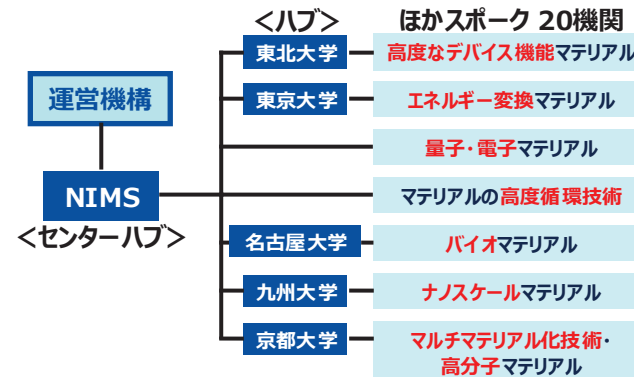 ＜ハブ＞
ほかスポーク 20機関
東北大学
高度なデバイス機能マテリアル
運営機構
東京大学
エネルギー変換マテリアル
量子・電子マテリアル
NIMS
マテリアルの高度循環技術
＜センターハブ＞
名古屋大学
バイオマテリアル
九州大学
ナノスケールマテリアル
京都大学
マルチマテリアル化技術・
高分子マテリアル